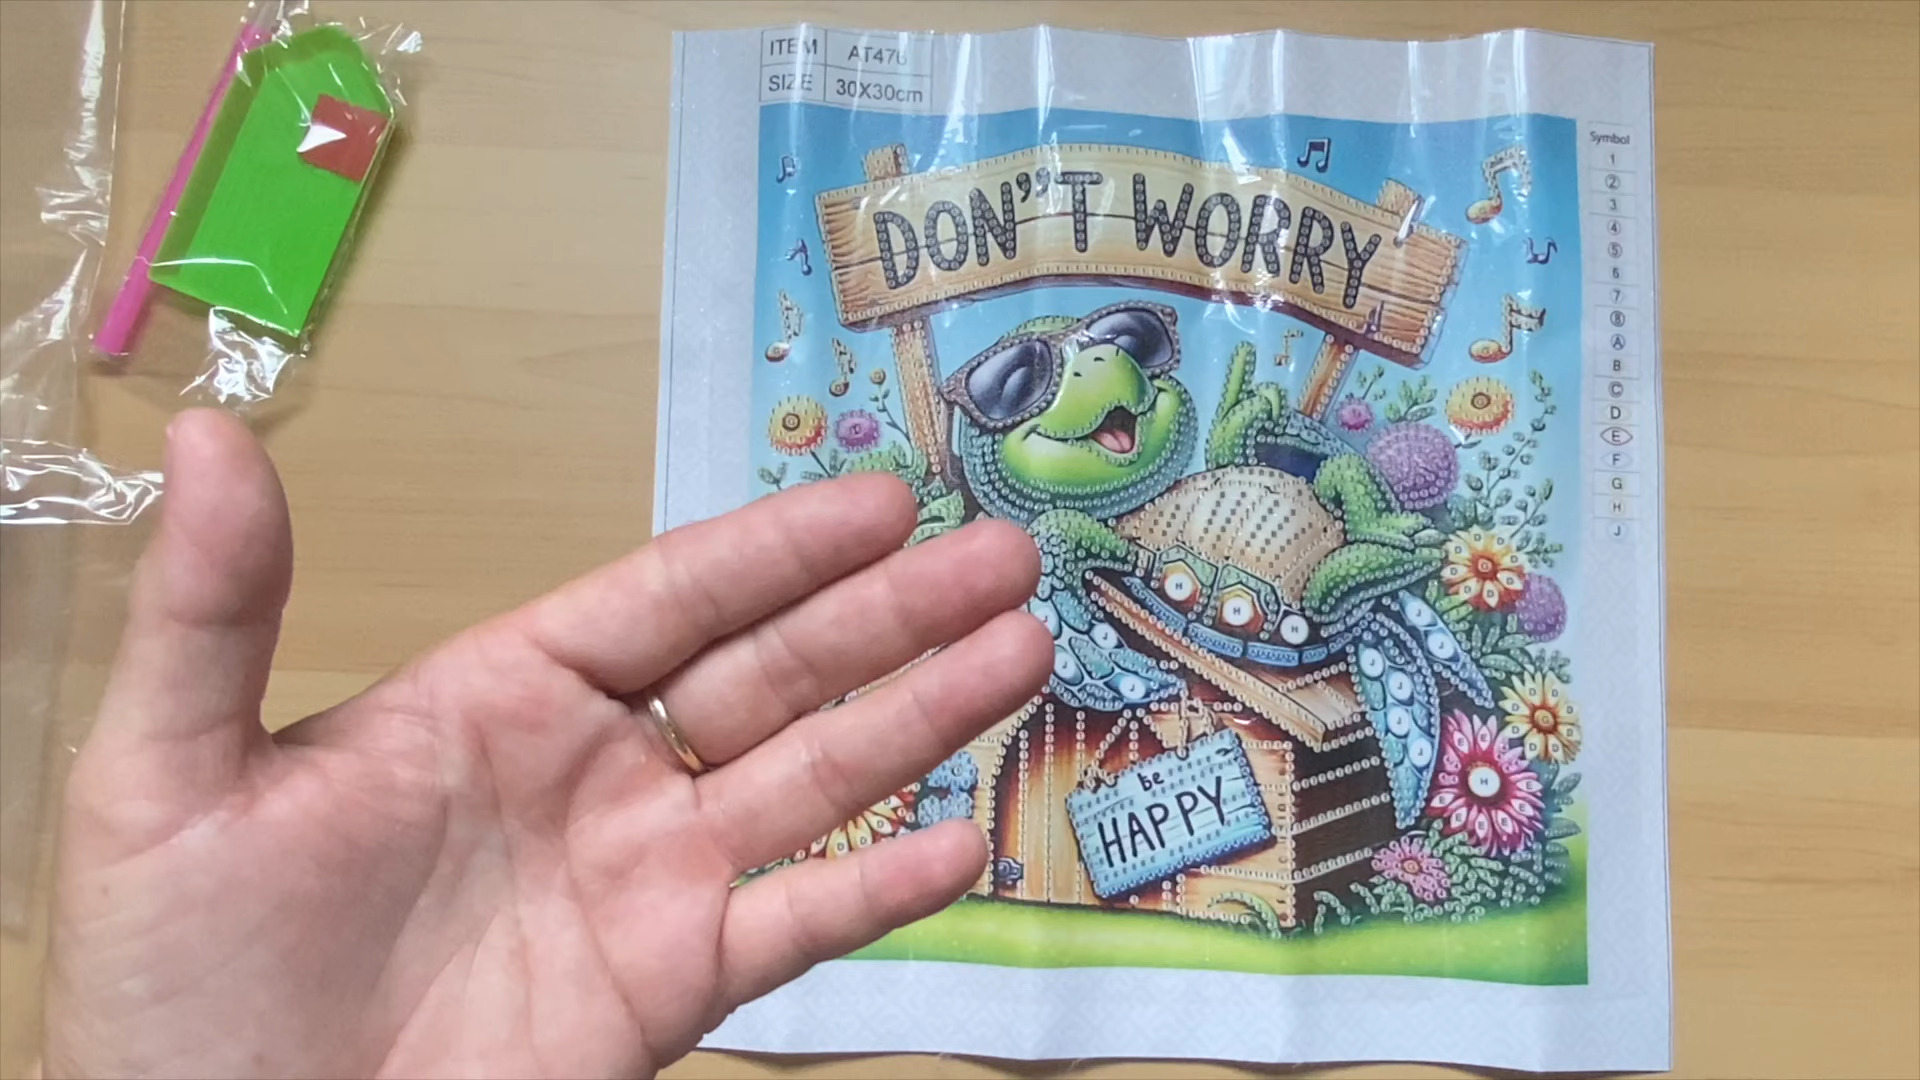 ITEM AT476
SIZE 30X30cm
Symbol
1
2
3
4
5
6
7
8
A
B
C
D
E
F
G
H
J
DON'T WORRY
be
HAPPY